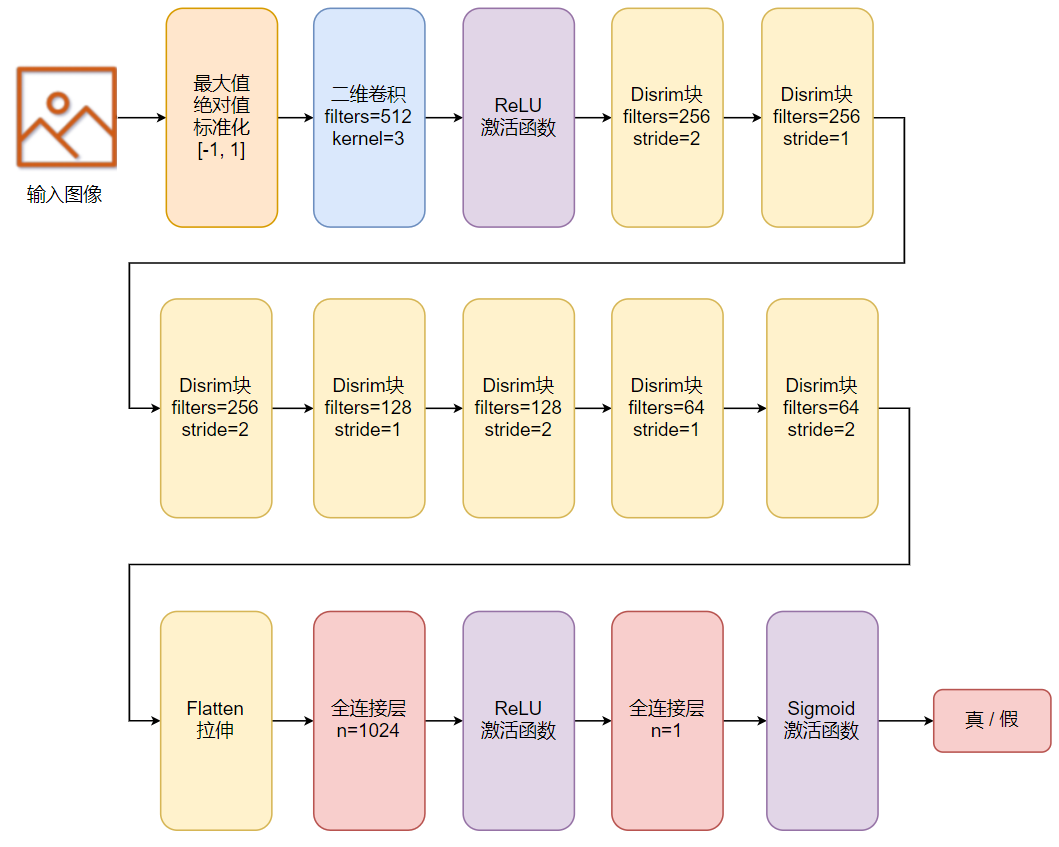 输入图像
最大值
绝对值
标准化
[-1, 1]
二维卷积
filters=512
kernel=3
ReLU
激活函数
Disrim块
filters=256
stride=2
Disrim块
filters=256
stride=1
Disrim块
filters=256
stride=2
Disrim块
filters=128
stride=1
Disrim块
filters=128
stride=2
Disrim块
filters=64
stride=1
Disrim块
filters=64
stride=2
Flatten
拉伸
全连接层
n=1024
ReLU
激活函数
全连接层
n=1
Sigmoid
激活函数
真 / 假